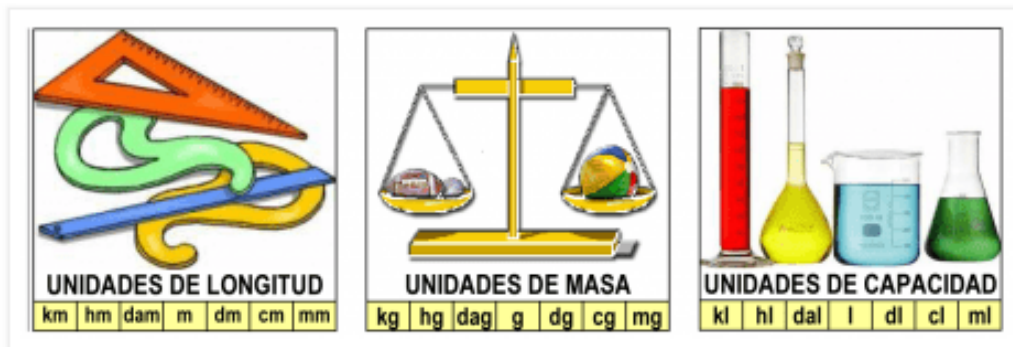 UNIDADES DE LONGITUD
km hm dam m dm cm mm
UNIDADES DE MASA
kg hg dag g dg cg mg
UNIDADES DE CAPACIDAD
kl hl dal l dl cl ml